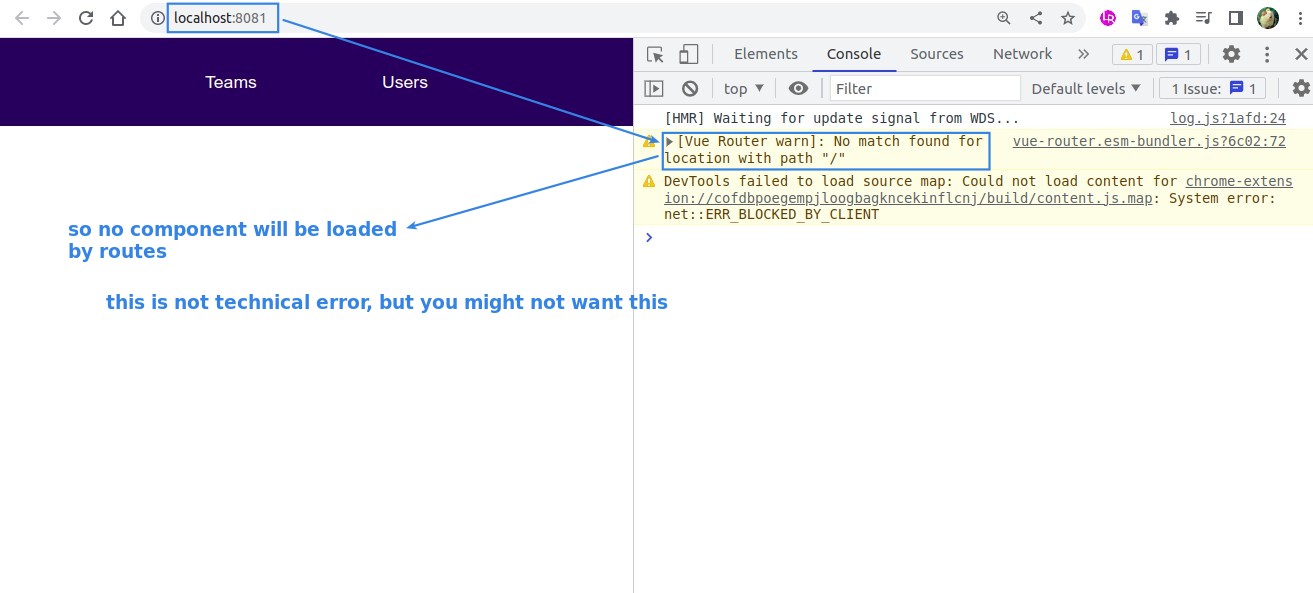 localhost:8081
Teams Users
Elements Console Sources Network 1 1
top Filter Default levels 1 Issue: 1
[HMR] Waiting for update signal from WDS... log.js?1afd:24
[Vue Router warn]: No match found for vue-router.esm-bundler.js?6c02:72
location with path "/"
DevTools failed to load source map: Could not load content for chrome-extens
ion://cofdbpoegempjloogbagkncekinflcnj/build/content.js.map: System error:
net::ERR_BLOCKED_BY_CLIENT
so no component will be loaded
by routes
this is not technical error, but you might not want this